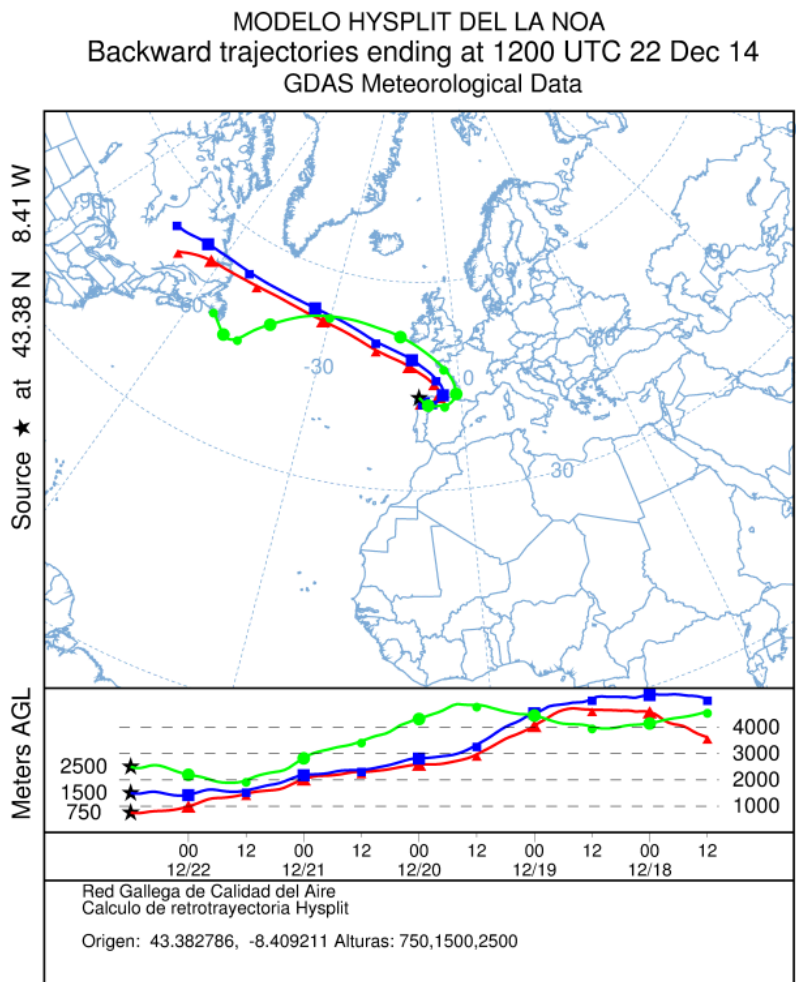 MODELO HYSPLIT DEL LA NOA
Backward trajectories ending at 1200 UTC 22 Dec 14
GDAS Meteorological Data
Source ★ at 43.38 N 8.41 W
90
60
60
60
-30
30
0
30
Meters AGL
2500
1500
750
4000
3000
2000
1000
00 12 00 12 00 12 00 12 00 12
12/22 12/21 12/20 12/19 12/18
Red Gallega de Calidad del Aire
Calculo de retrotrayectoria Hysplit
Origen: 43.382786, -8.409211 Alturas: 750,1500,2500